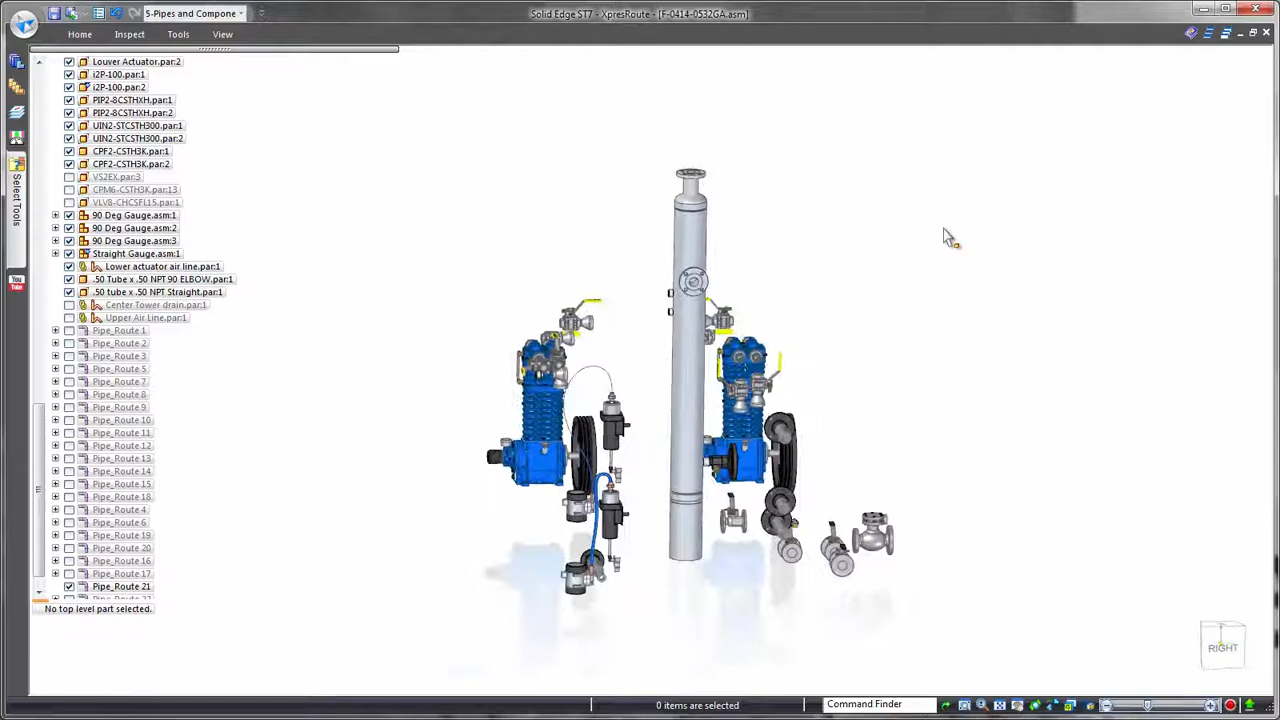 5-Pipes and Compone
Solid Edge ST7 - XpresRoute - [F-0414-0532GA.asm]
Home Inspect Tools View
Louver Actuator.par:2
i2P-100.par:1
i2P-100.par:2
PIP2-8CSTHXH.par:1
PIP2-8CSTHXH.par:2
UIN2-STCSTH300.par:1
UIN2-STCSTH300.par:2
CPF2-CSTH3K.par:1
CPF2-CSTH3K.par:2
VS2EX.par:3
CPM6-CSTH3K.par:13
VLV8-CHCSFL15.par:1
90 Deg Gauge.asm:1
90 Deg Gauge.asm:2
90 Deg Gauge.asm:3
Straight Gauge.asm:1
Lower actuator air line.par:1
.50 Tube x .50 NPT 90 ELBOW.par:1
.50 tube x .50 NPT Straight.par:1
Center Tower drain.par:1
Upper Air Line.par:1
Pipe_Route 1
Pipe_Route 2
Pipe_Route 3
Pipe_Route 5
Pipe_Route 7
Pipe_Route 8
Pipe_Route 9
Pipe_Route 10
Pipe_Route 11
Pipe_Route 12
Pipe_Route 13
Pipe_Route 14
Pipe_Route 15
Pipe_Route 18
Pipe_Route 4
Pipe_Route 6
Pipe_Route 19
Pipe_Route 20
Pipe_Route 16
Pipe_Route 17
Pipe_Route 21
No top level part selected.
Select Tools
You Tube
RIGHT
0 items are selected
Command Finder